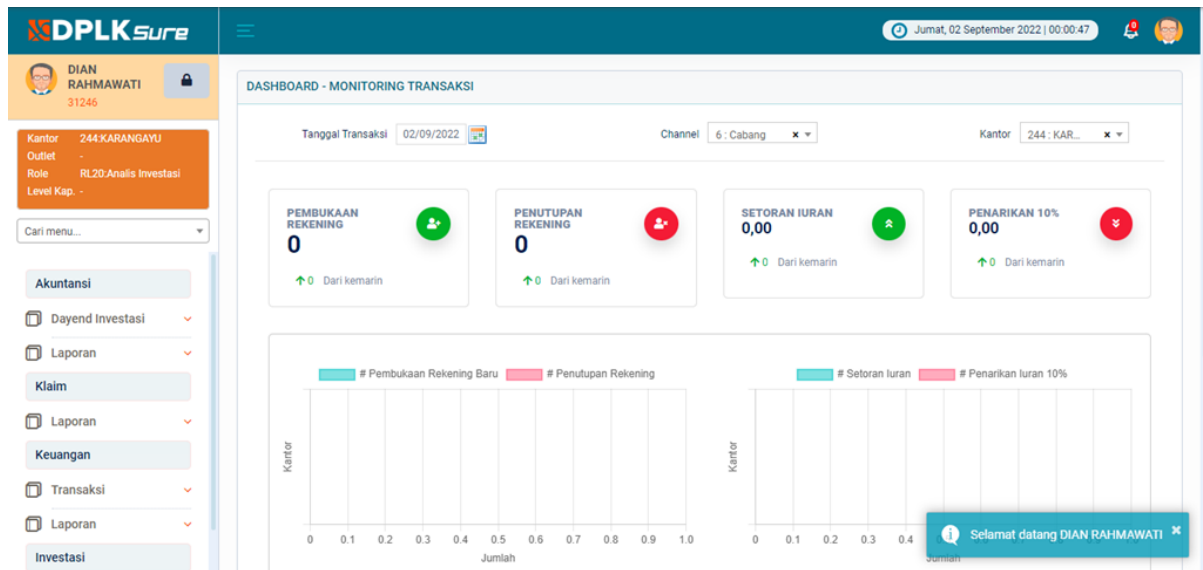 DPLKSure
Jumat, 02 September 2022 | 00:00:47
DIAN
RAHMAWATI
31246
Kantor 244:KARANGAYU
Outlet -
Role RL20:Analis Investasi
Level Kap. -
Cari menu...
Akuntansi
Dayend Investasi
Laporan
Klaim
Laporan
Keuangan
Transaksi
Laporan
Investasi
DASHBOARD - MONITORING TRANSAKSI
Tanggal Transaksi 02/09/2022
Channel 6 : Cabang x
Kantor 244 : KAR... x
PEMBUKAAN
REKENING
0
0 Dari kemarin
PENUTUPAN
REKENING
0
0 Dari kemarin
SETORAN IURAN
0,00
0 Dari kemarin
PENARIKAN 10%
0,00
0 Dari kemarin
# Pembukaan Rekening Baru # Penutupan Rekening
Kantor
0 0.1 0.2 0.3 0.4 0.5 0.6 0.7 0.8 0.9 1.0
Jumlah
# Setoran Iuran # Penarikan Iuran 10%
Kantor
0 0.1 0.2 0.3 0.4 1.0
Jumlah
Selamat datang DIAN RAHMAWATI x